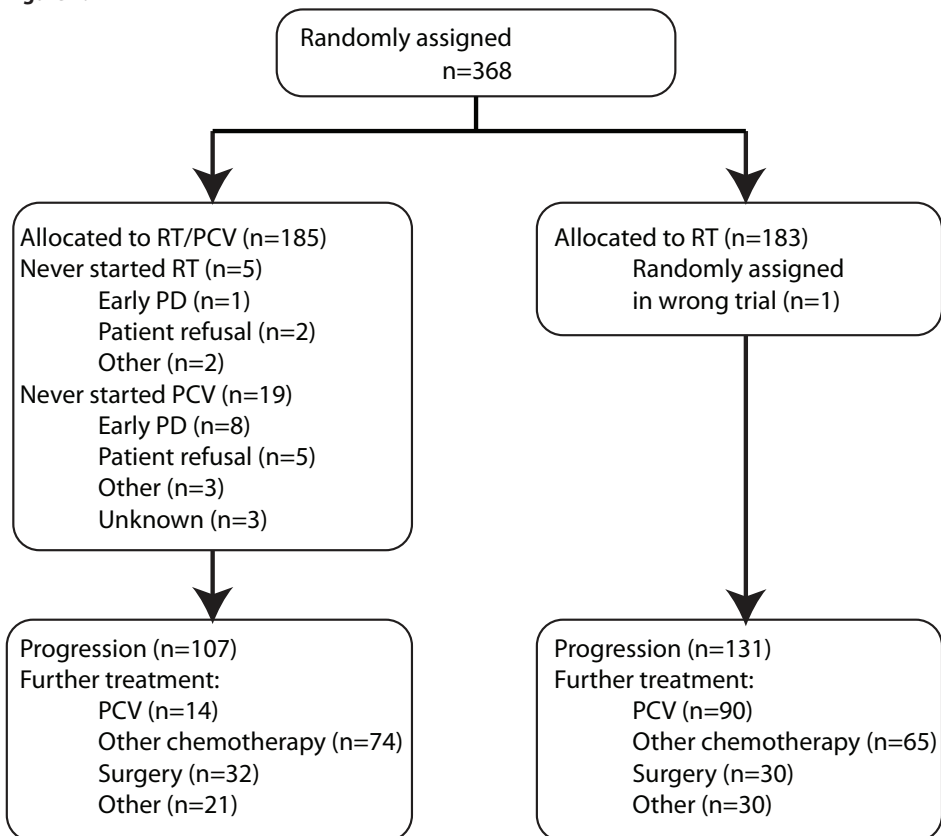 Randomly assigned
n=368
Allocated to RT/PCV (n=185)
Never started RT (n=5)
Early PD (n=1)
Patient refusal (n=2)
Other (n=2)
Never started PCV (n=19)
Early PD (n=8)
Patient refusal (n=5)
Other (n=3)
Unknown (n=3)
Allocated to RT (n=183)
Randomly assigned
in wrong trial (n=1)
Progression (n=107)
Further treatment:
PCV (n=14)
Other chemotherapy (n=74)
Surgery (n=32)
Other (n=21)
Progression (n=131)
Further treatment:
PCV (n=90)
Other chemotherapy (n=65)
Surgery (n=30)
Other (n=30)